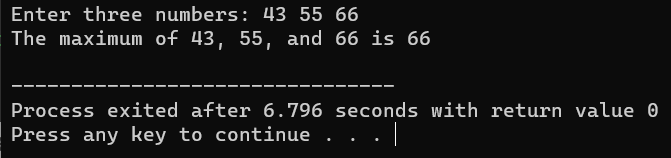 Enter three numbers: 43 55 66
The maximum of 43, 55, and 66 is 66
--------------------------------
Process exited after 6.796 seconds with return value 0
Press any key to continue . . .